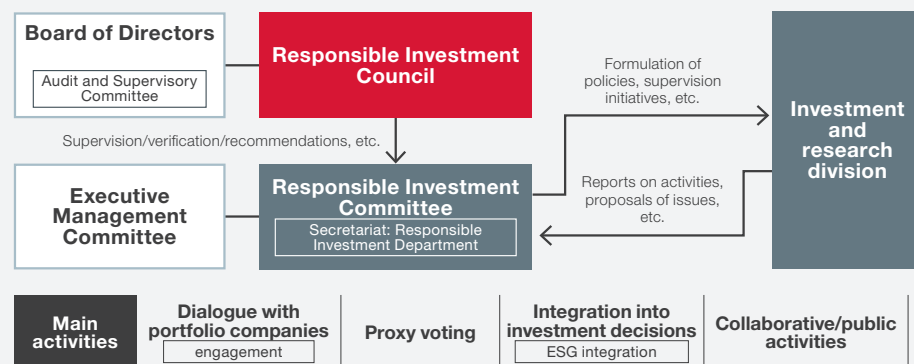 Board of Directors
Audit and Supervisory
Committee
Responsible Investment
Council
Formulation of
policies, supervision
initiatives, etc.
Investment
and
research
division
Supervision/verification/recommendations, etc.
Executive
Management
Committee
Responsible Investment
Committee
Secretariat: Responsible
Investment Department
Reports on activities,
proposals of issues,
etc.
Main
activities
Dialogue with
portfolio companies
engagement
Proxy voting
Integration into
investment decisions
ESG integration
Collaborative/public
activities